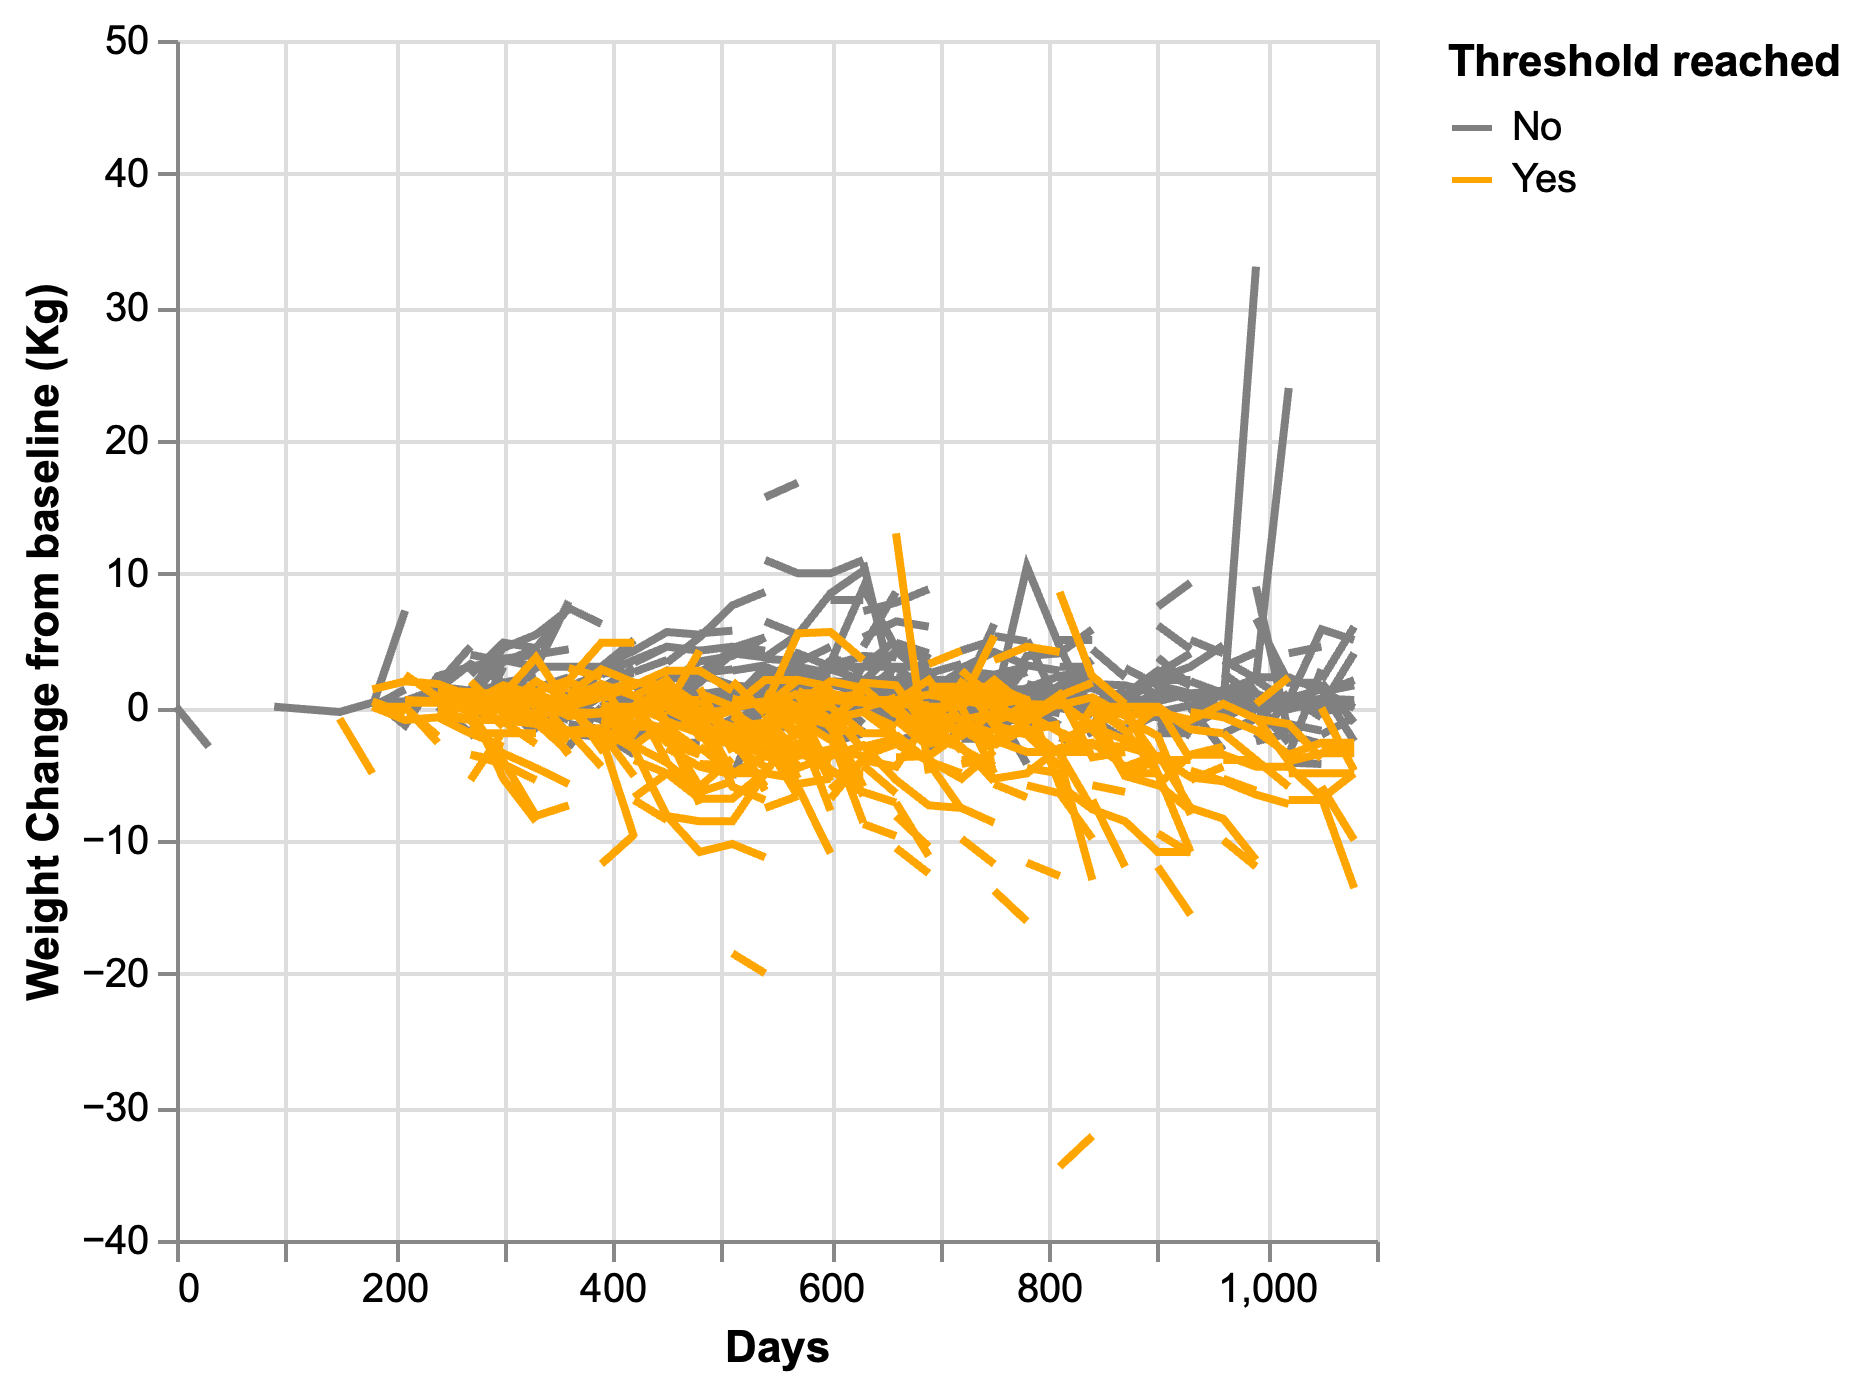 Threshold reached
No
Yes
Weight Change from baseline (Kg)
50
40
30
20
10
0
−10
−20
−30
−40
0 200 400 600 800 1,000
Days